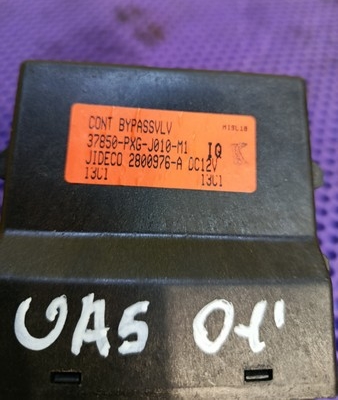 CONT BYPASSVLV
37850-PXG-J010-M1 IQ
JIDECO 2800976-A DC12V
13C1 13C1
UA5 01'